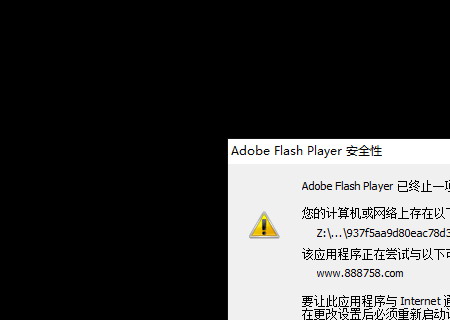 Adobe Flash Player 安全性
Adobe Flash Player 已终止一
您的计算机或网络上存在以
Z:\...\937f5aa9d80eac78d3
该应用程序正在尝试与以下
www.888758.com
要让此应用程序与 Internet 通
在更改设置后必须重新启动